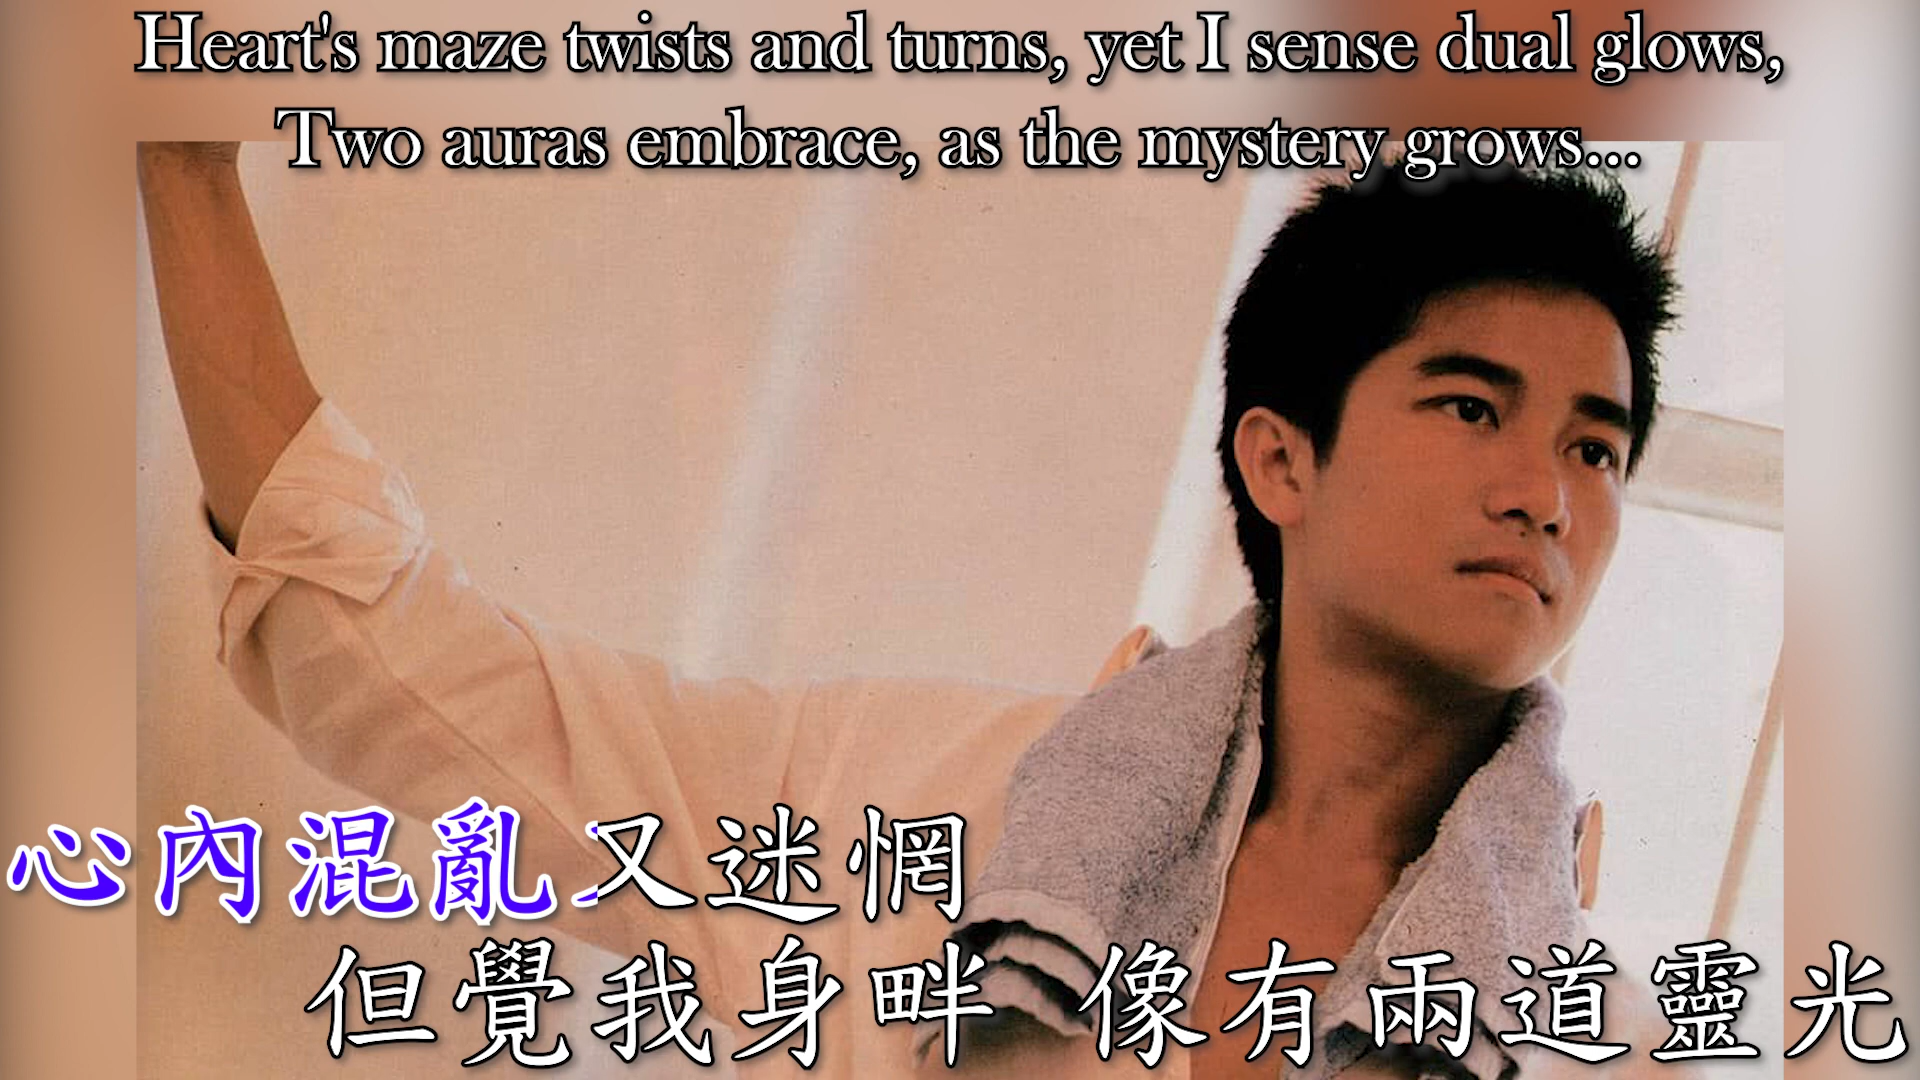 Heart's maze twists and turns, yet I sense dual glows,
Two auras embrace, as the mystery grows...
心內混亂又迷惘
但覺我身畔 像有兩道靈光